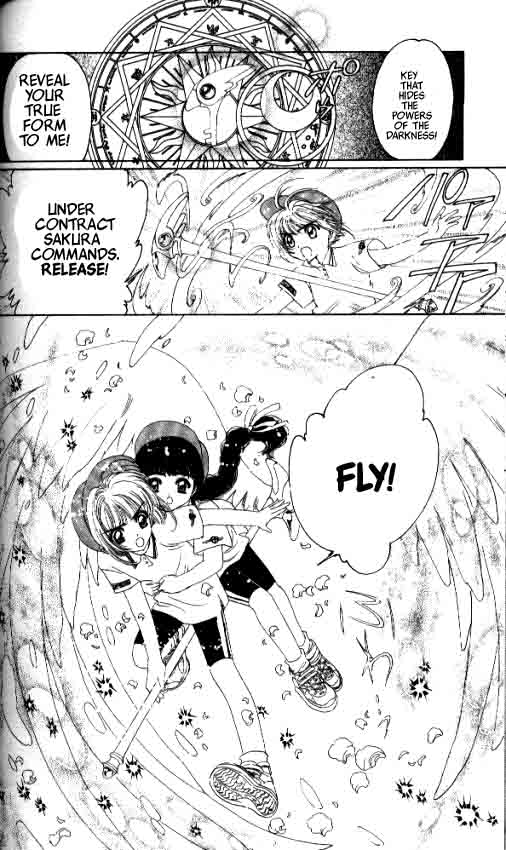 KEY
THAT
HIDES
THE
POWERS
OF THE
DARKNESS!
REVEAL
YOUR
TRUE
FORM
TO ME!
UNDER
CONTRACT
SAKURA
COMMANDS.
RELEASE!
FLY!